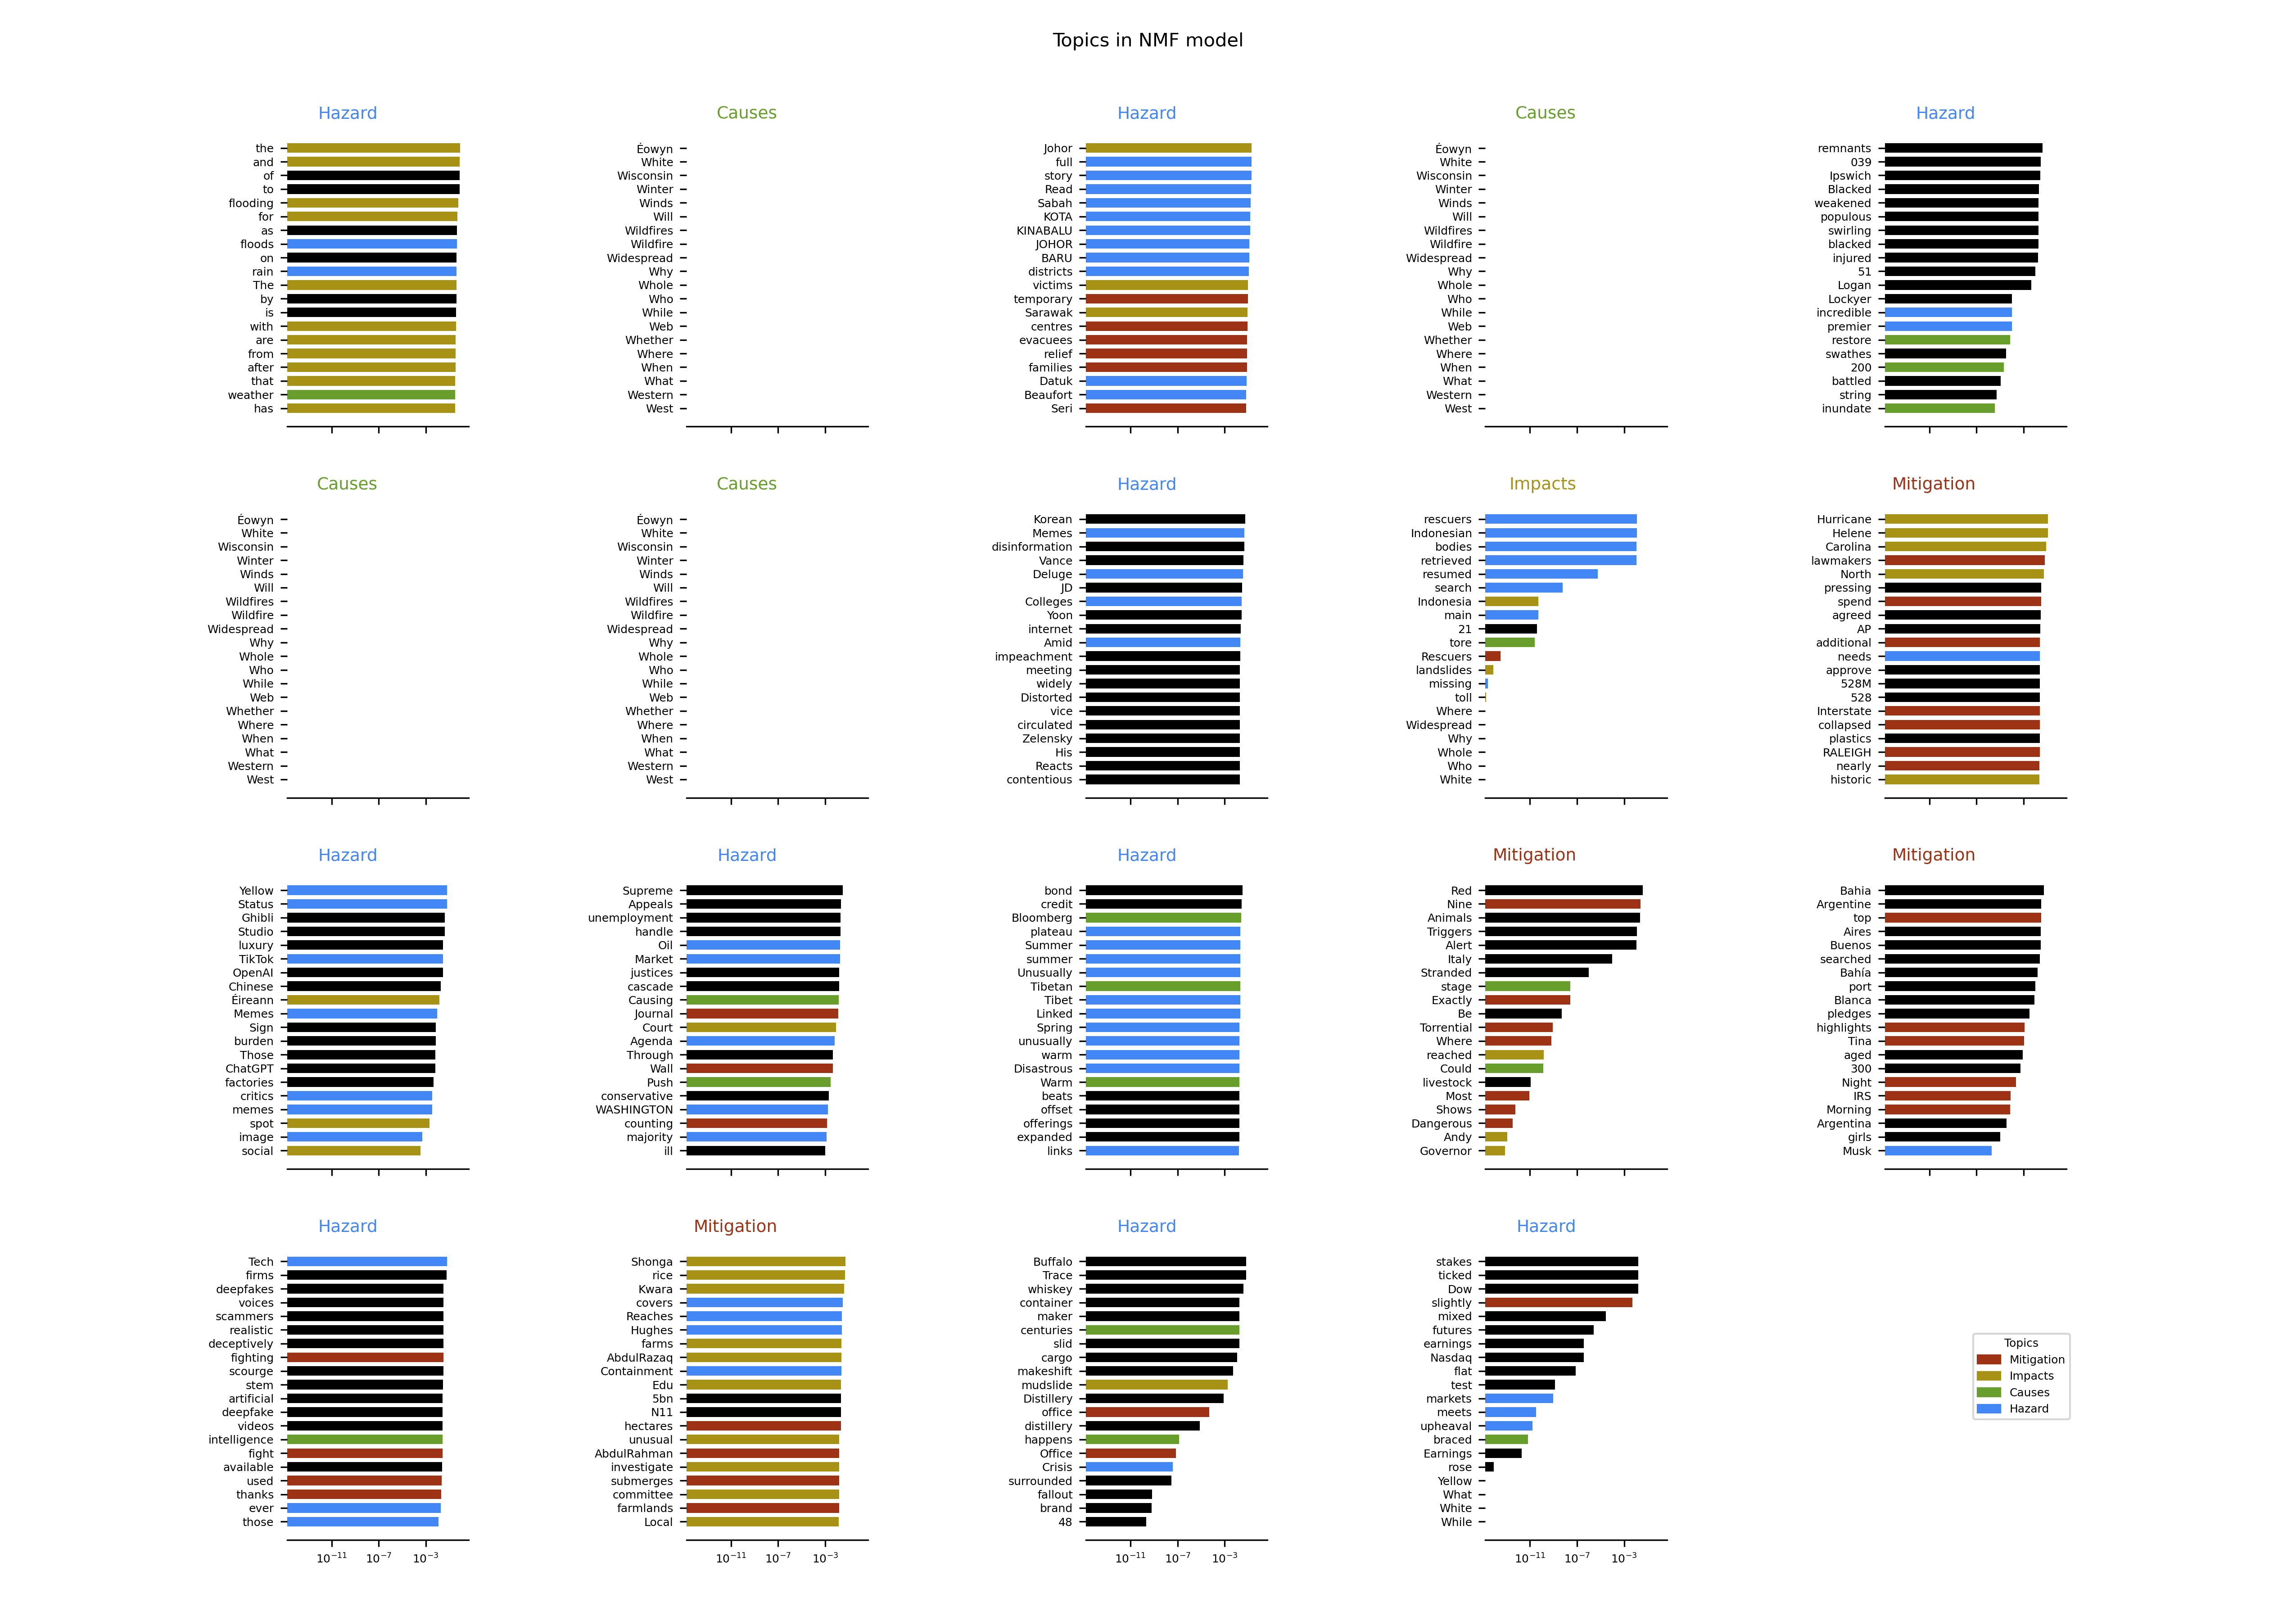 Topics in NMF model
Hazard
the
and
of
to
flooding
for
as
floods
on
rain
The
by
is
with
are
from
after
that
weather
has
Causes
Éowyn
White
Wisconsin
Winter
Winds
Will
Wildfires
Wildfire
Widespread
Why
Whole
Who
While
Web
Whether
Where
When
What
Western
West
Hazard
Johor
full
story
Read
Sabah
KOTA
KINABALU
JOHOR
BARU
districts
victims
temporary
Sarawak
centres
evacuees
relief
families
Datuk
Beaufort
Seri
Causes
Éowyn
White
Wisconsin
Winter
Winds
Will
Wildfires
Wildfire
Widespread
Why
Whole
Who
While
Web
Whether
Where
When
What
Western
West
Hazard
remnants
039
Ipswich
Blacked
weakened
populous
swirling
blacked
injured
51
Logan
Lockyer
incredible
premier
restore
swathes
200
battled
string
inundate
Causes
Éowyn
White
Wisconsin
Winter
Winds
Will
Wildfires
Wildfire
Widespread
Why
Whole
Who
While
Web
Whether
Where
When
What
Western
West
Causes
Éowyn
White
Wisconsin
Winter
Winds
Will
Wildfires
Wildfire
Widespread
Why
Whole
Who
While
Web
Whether
Where
When
What
Western
West
Hazard
Korean
Memes
disinformation
Vance
Deluge
JD
Colleges
Yoon
internet
Amid
impeachment
meeting
widely
Distorted
vice
circulated
Zelensky
His
Reacts
contentious
Impacts
rescuers
Indonesian
bodies
retrieved
resumed
search
Indonesia
main
21
tore
Rescuers
landslides
missing
toll
Where
Widespread
Why
Whole
Who
White
Mitigation
Hurricane
Helene
Carolina
lawmakers
North
pressing
spend
agreed
AP
additional
needs
approve
528M
528
Interstate
collapsed
plastics
RALEIGH
nearly
historic
Hazard
Yellow
Status
Ghibli
Studio
luxury
TikTok
OpenAI
Chinese
Éireann
Memes
Sign
burden
Those
ChatGPT
factories
critics
memes
spot
image
social
Hazard
Supreme
Appeals
unemployment
handle
Oil
Market
justices
cascade
Causing
Journal
Court
Agenda
Through
Wall
Push
conservative
WASHINGTON
counting
majority
ill
Hazard
bond
credit
Bloomberg
plateau
Summer
summer
Unusually
Tibetan
Tibet
Linked
Spring
unusually
warm
Disastrous
Warm
beats
offset
offerings
expanded
links
Mitigation
Red
Nine
Animals
Triggers
Alert
Italy
Stranded
stage
Exactly
Be
Torrential
Where
reached
Could
livestock
Most
Shows
Dangerous
Andy
Governor
Mitigation
Bahia
Argentine
top
Aires
Buenos
searched
Bahía
port
Blanca
pledges
highlights
Tina
aged
300
Night
IRS
Morning
Argentina
girls
Musk
Hazard
Tech
firms
deepfakes
voices
scammers
realistic
deceptively
fighting
scourge
stem
artificial
deepfake
videos
intelligence
fight
available
used
thanks
ever
those
10⁻¹¹ 10⁻⁷ 10⁻³
Mitigation
Shonga
rice
Kwara
covers
Reaches
Hughes
farms
AbdulRazaq
Containment
Edu
5bn
N11
hectares
unusual
AbdulRahman
investigate
submerges
committee
farmlands
Local
10⁻¹¹ 10⁻⁷ 10⁻³
Hazard
Buffalo
Trace
whiskey
container
maker
centuries
slid
cargo
makeshift
mudslide
Distillery
office
distillery
happens
Office
Crisis
surrounded
fallout
brand
48
10⁻¹¹ 10⁻⁷ 10⁻³
Hazard
stakes
ticked
Dow
slightly
mixed
futures
earnings
Nasdaq
flat
test
markets
meets
upheaval
braced
Earnings
rose
Yellow
What
White
While
10⁻¹¹ 10⁻⁷ 10⁻³
Topics
Mitigation
Impacts
Causes
Hazard